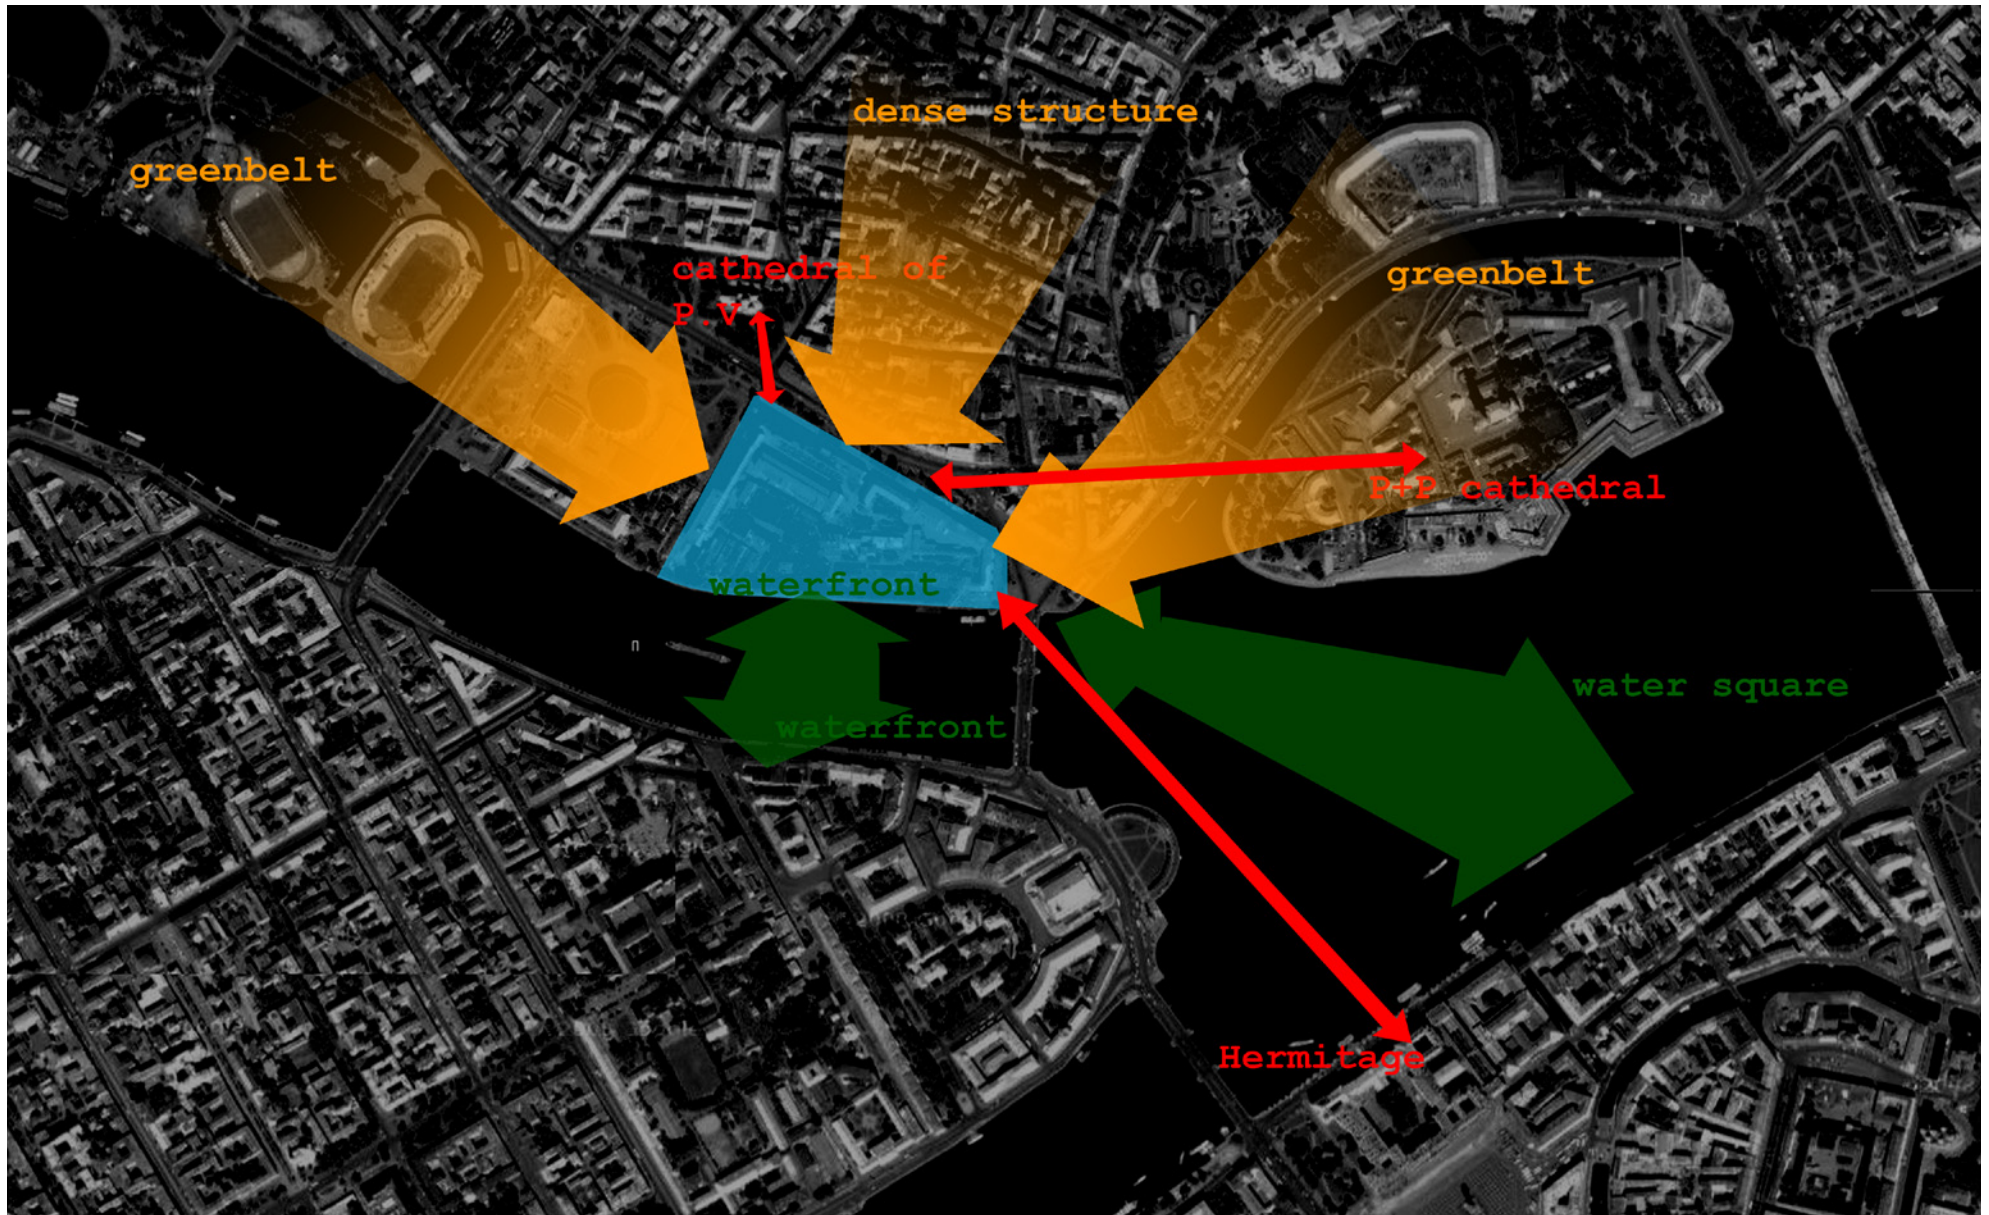 dense structure
greenbelt
cathedral of
P.V
greenbelt
P+P cathedral
waterfront
water square
waterfront
Hermitage